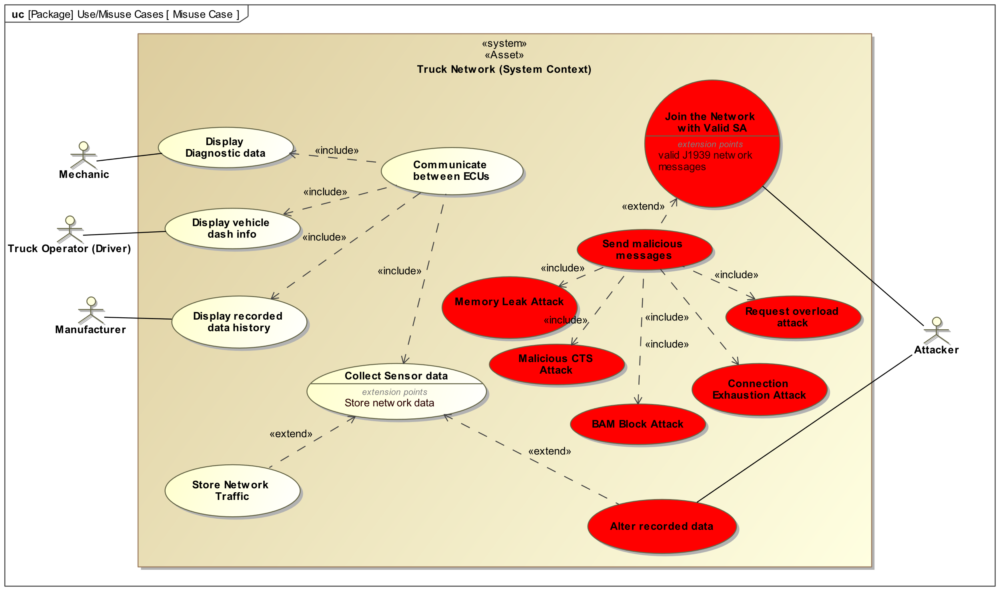 uc [Package] Use/Misuse Cases [ Misuse Case ]
«system»
«Asset»
Truck Network (System Context)
Join the Network
with Valid SA
extension points
valid J1939 network
messages
Display
Diagnostic data
«include»
Communicate
between ECUs
Mechanic
«include»
«extend»
Display vehicle
dash info
«include»
Truck Operator (Driver)
Send malicious
messages
«include»
«include»
«include»
Memory Leak Attack
Request overload
attack
«include»
«include»
Display recorded
data history
Manufacturer
«include»
Attacker
Malicious CTS
Attack
Collect Sensor data
extension points
Store network data
Connection
Exhaustion Attack
BAM Block Attack
«extend»
«extend»
Store Network
Traffic
Alter recorded data